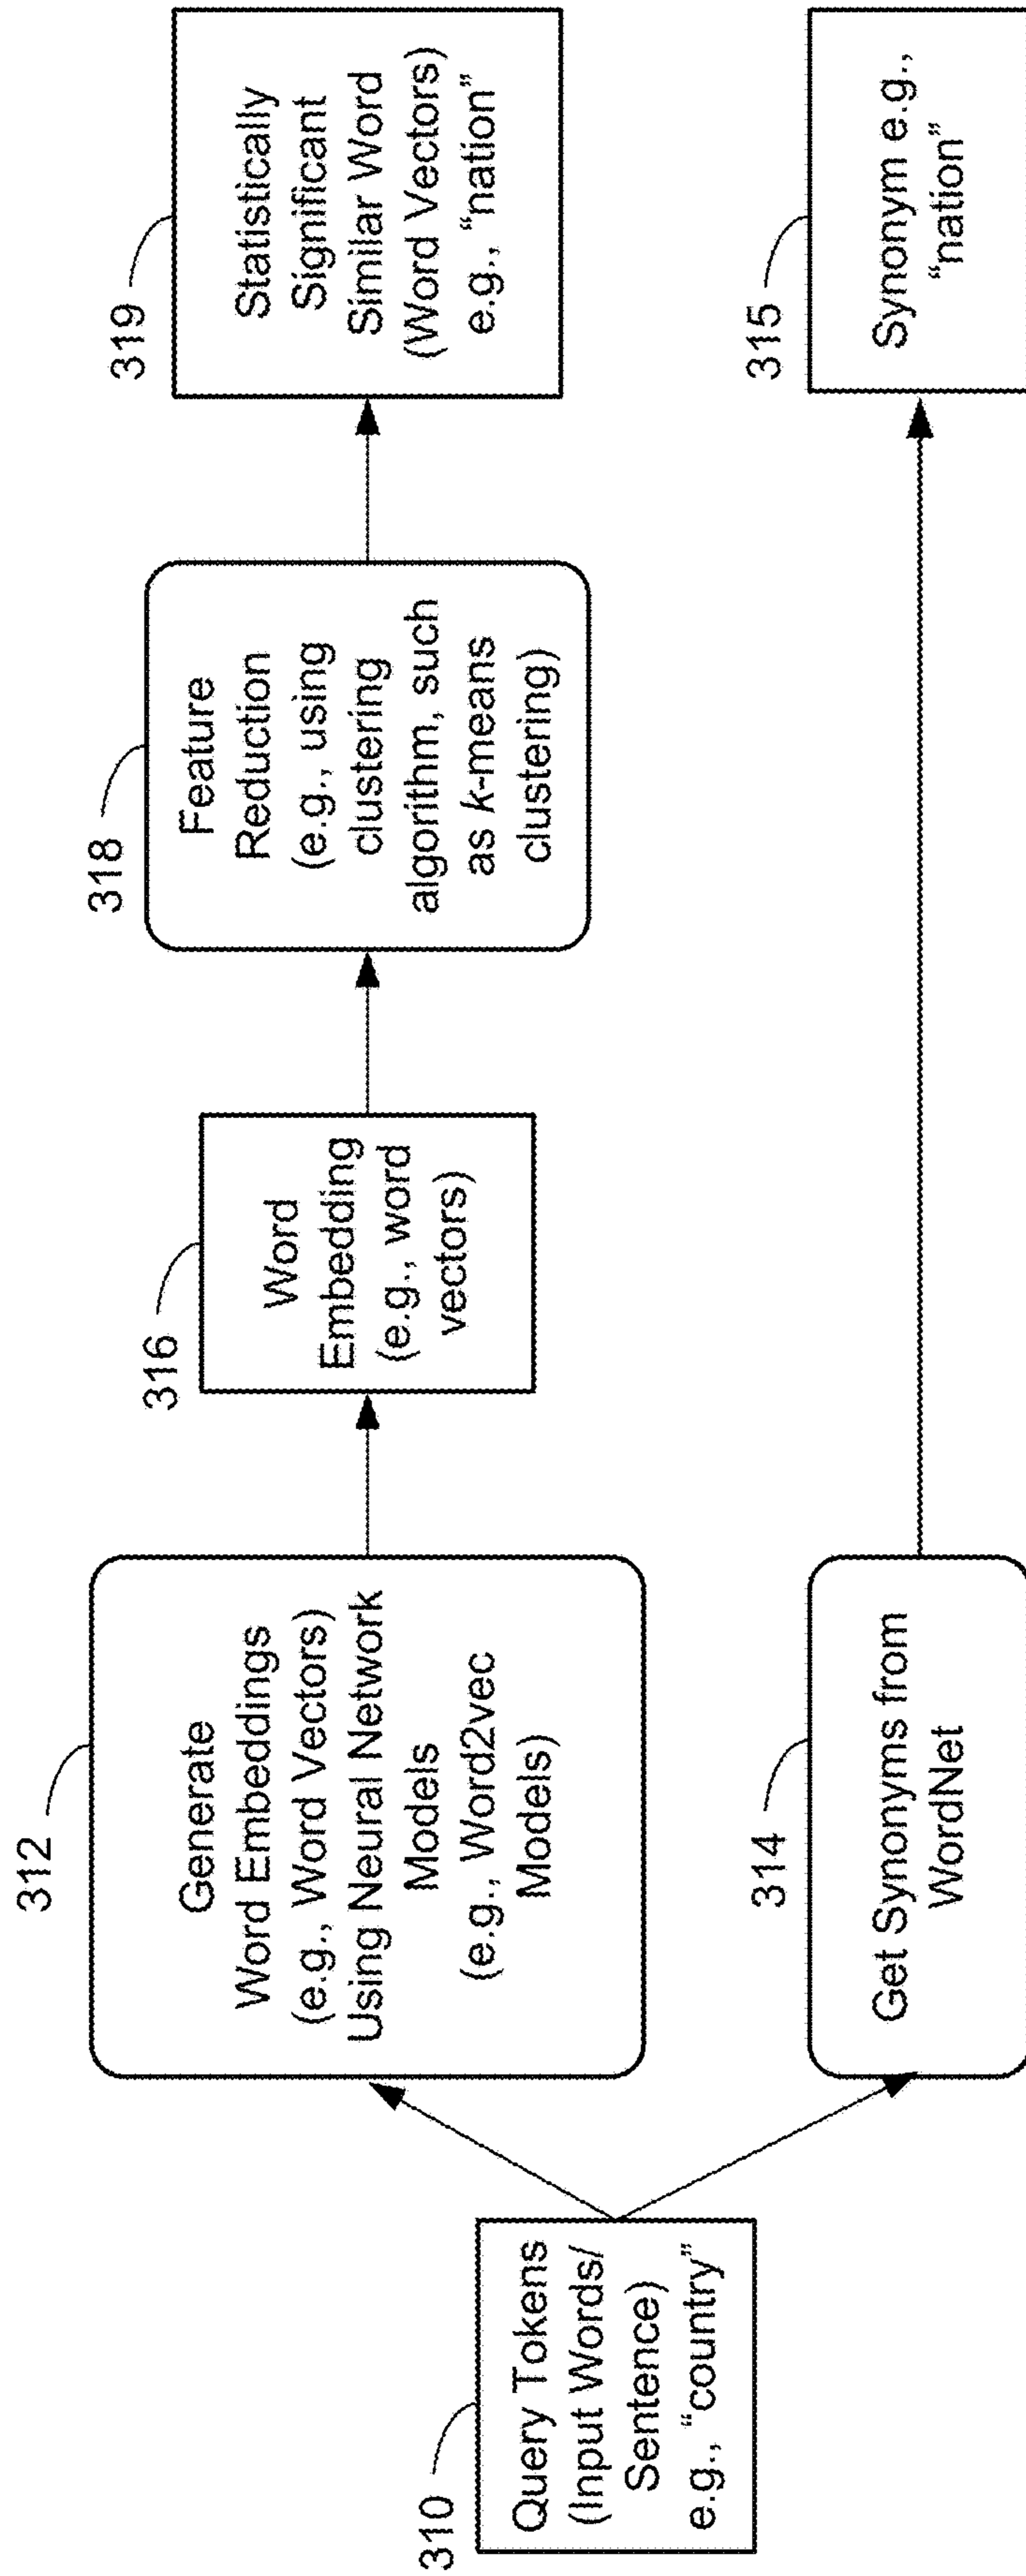 310
Query Tokens
(Input Words/
Sentence)
e.g., “country”
312
Generate
Word Embeddings
(e.g., Word Vectors)
Using Neural Network
Models
(e.g., Word2vec
Models)
314
Get Synonyms from
WordNet
316
Word
Embedding
(e.g., word
vectors)
318
Feature
Reduction
(e.g., using
clustering
algorithm, such
as k-means
clustering)
319
Statistically
Significant
Similar Word
(Word Vectors)
e.g., “nation”
315
Synonym e.g.,
“nation”